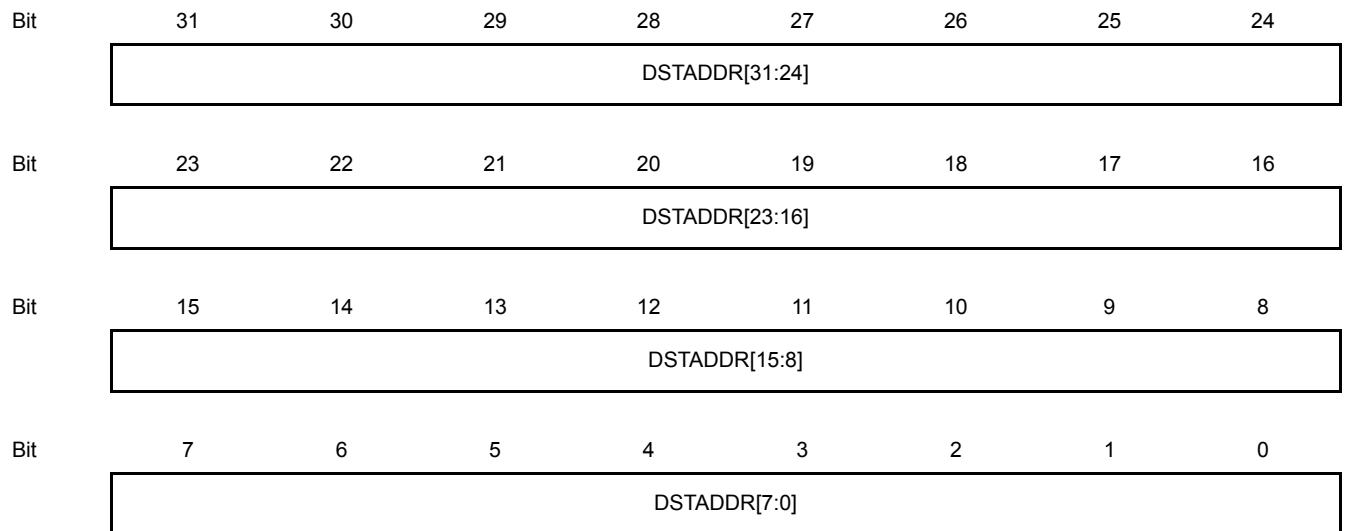 Bit 31 30 29 28 27 26 25 24
DSTADDR[31:24]
Bit 23 22 21 20 19 18 17 16
DSTADDR[23:16]
Bit 15 14 13 12 11 10 9 8
DSTADDR[15:8]
Bit 7 6 5 4 3 2 1 0
DSTADDR[7:0]